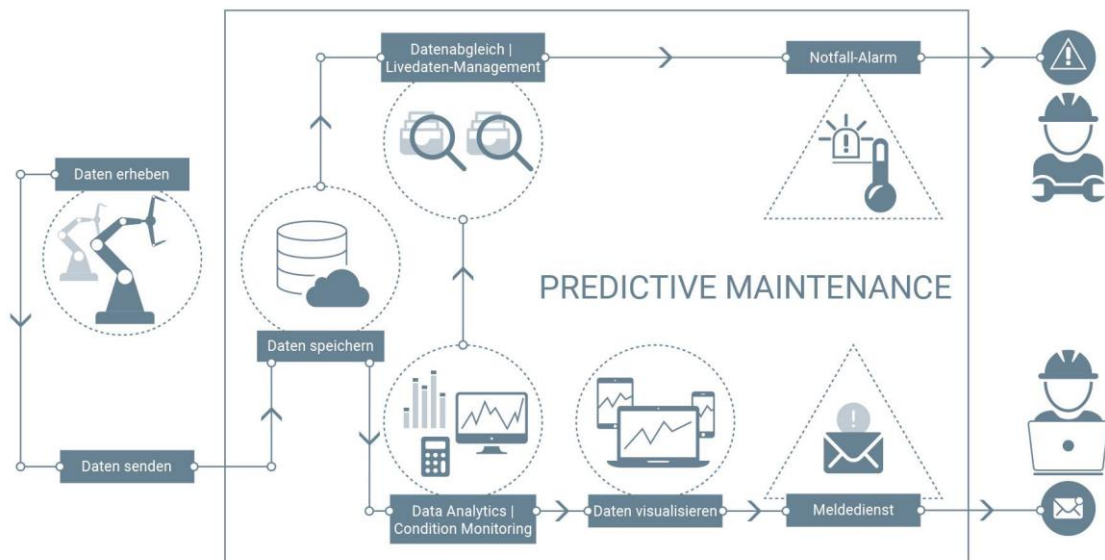 Datenabgleich |
Livedaten-Management
Notfall-Alarm
Daten erheben
PREDICTIVE MAINTENANCE
Daten speichern
Daten senden
Data Analytics |
Condition Monitoring
Daten visualisieren
Meldedienst